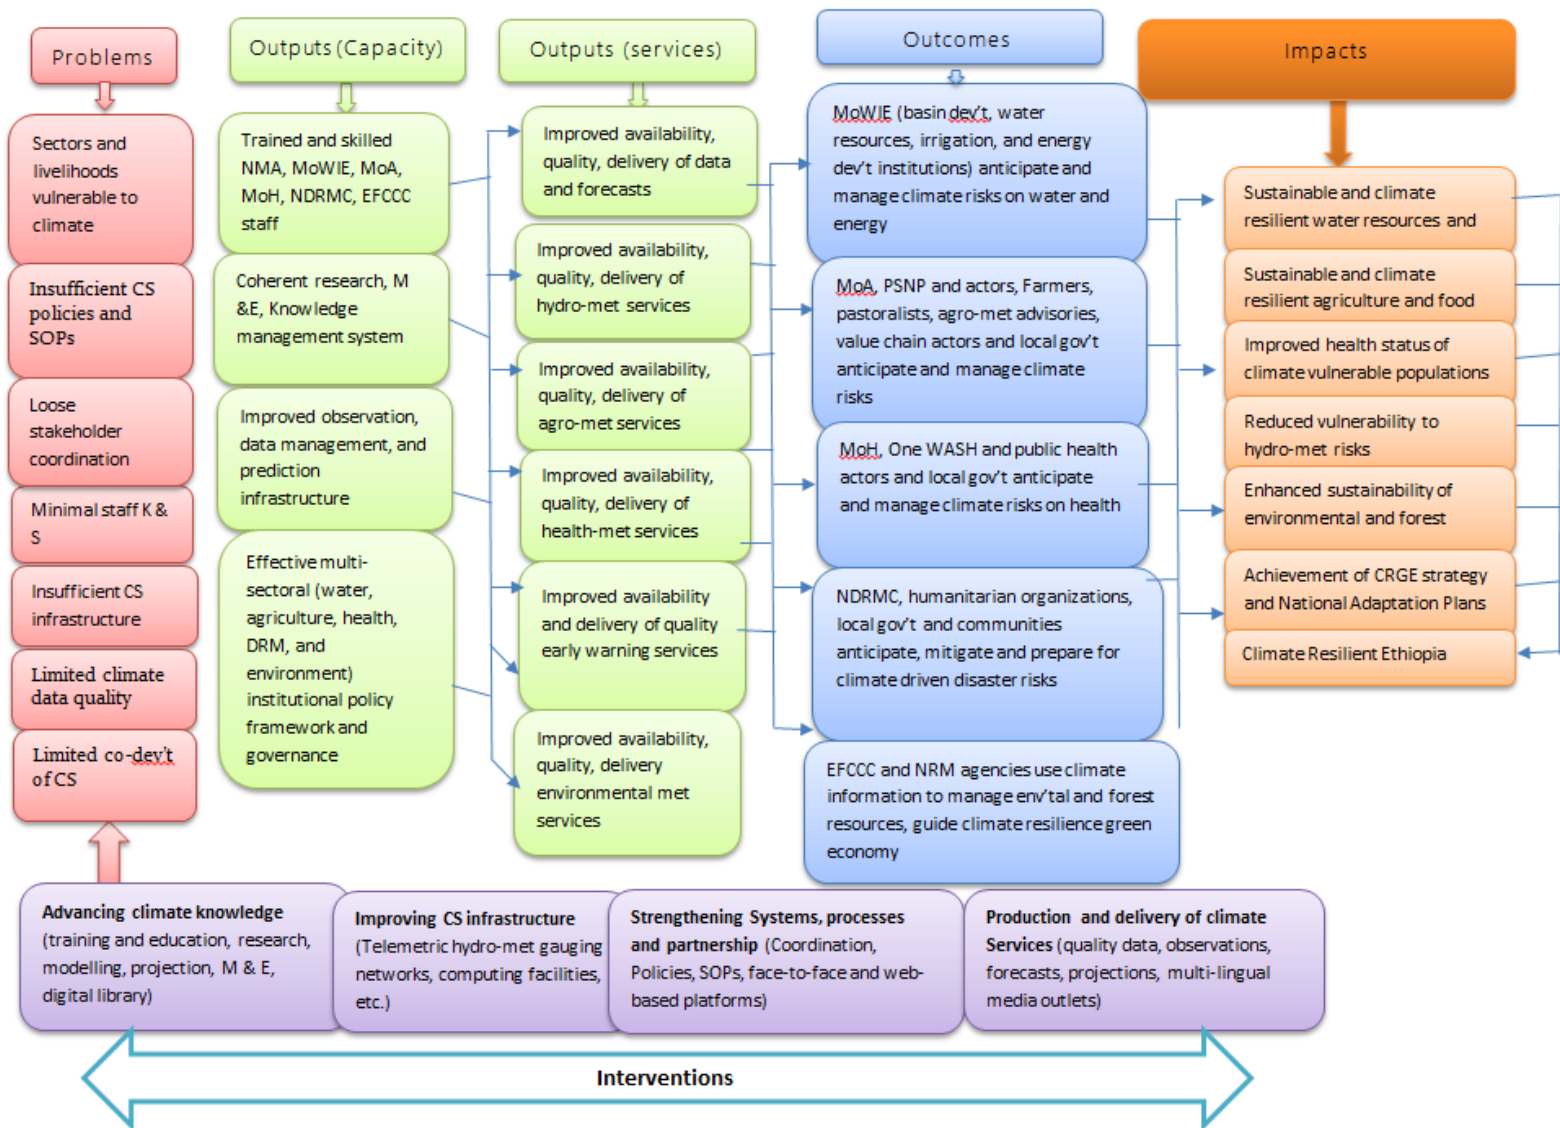 Problems
Sectors and
livelihoods
vulnerable to
climate
Insufficient CS
policies and
SOPs
Loose
stakeholder
coordination
Minimal staff K &
S
Insufficient CS
infrastructure
Limited climate
data quality
Limited co-dev't
of CS
Outputs (Capacity)
Trained and skilled
NMA, MoWIE, MoA,
MoH, NDRMC, EFCCC
staff
Coherent research, M
&E, Knowledge
management system
Improved observation,
data management, and
prediction
infrastructure
Effective multi-
sectoral (water,
agriculture, health,
DRM, and
environment)
institutional policy
framework and
governance
Outputs (services)
Improved availability,
quality, delivery of data
and forecasts
Improved availability,
quality, delivery of
hydro-met services
Improved availability,
quality, delivery of
agro-met services
Improved availability,
quality, delivery of
health-met services
Improved availability
and delivery of quality
early warning services
Improved availability,
quality, delivery
environmental met
services
Outcomes
MoWIE (basin dev't, water
resources, irrigation, and energy
dev't institutions) anticipate and
manage climate risks on water and
energy
MoA, PSNP and actors, Farmers,
pastoralists, agro-met advisories,
value chain actors and local gov't
anticipate and manage climate
risks
MoH, One WASH and public health
actors and local gov't anticipate
and manage climate risks on health
NDRMC, humanitarian organizations,
local gov't and communities
anticipate, mitigate and prepare for
climate driven disaster risks
EFCCC and NRM agencies use climate
information to manage env'tal and forest
resources, guide climate resilience green
economy
Impacts
Sustainable and climate
resilient water resources and
Sustainable and climate
resilient agriculture and food
Improved health status of
climate vulnerable populations
Reduced vulnerability to
hydro-met risks
Enhanced sustainability of
environmental and forest
Achievement of CRGE strategy
and National Adaptation Plans
Climate Resilient Ethiopia
Advancing climate knowledge
(training and education, research,
modelling, projection, M & E,
digital library)
Improving CS infrastructure
(Telemetric hydro-met gauging
networks, computing facilities,
etc.)
Strengthening Systems, processes
and partnership (Coordination,
Policies, SOPs, face-to-face and web-
based platforms)
Production and delivery of climate
Services (quality data, observations,
forecasts, projections, multi-lingual
media outlets)
Interventions